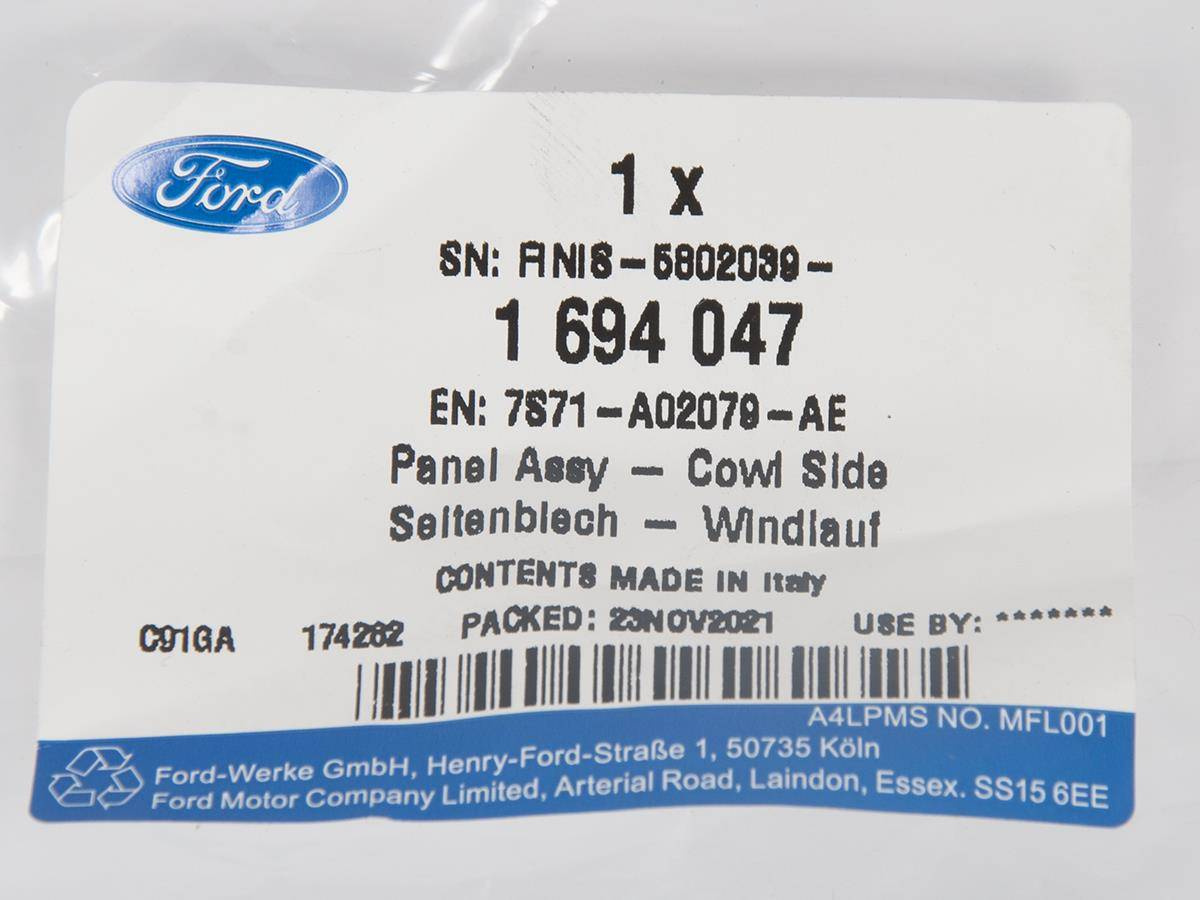 Ford
1 x
SN: FINIS-5802039-
1 694 047
EN: 7S71-A02079-AE
Panel Assy - Cowl Side
Seitenblech - Windlauf
CONTENTS MADE IN Italy
C91GA 174262 PACKED: 23NOV2021 USE BY: *******
A4LPMS NO. MFL001
Ford-Werke GmbH, Henry-Ford-Straße 1, 50735 Köln
Ford Motor Company Limited, Arterial Road, Laindon, Essex. SS15 6EE